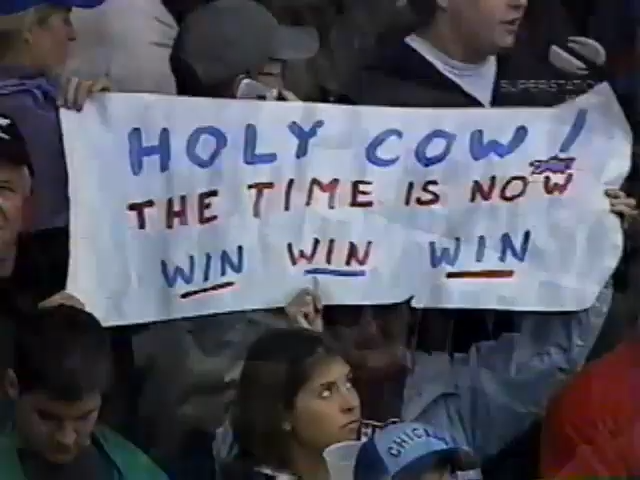 SUPERSTATION
HOLY COW!
THE TIME IS NOW
WIN WIN WIN
CHICAGO